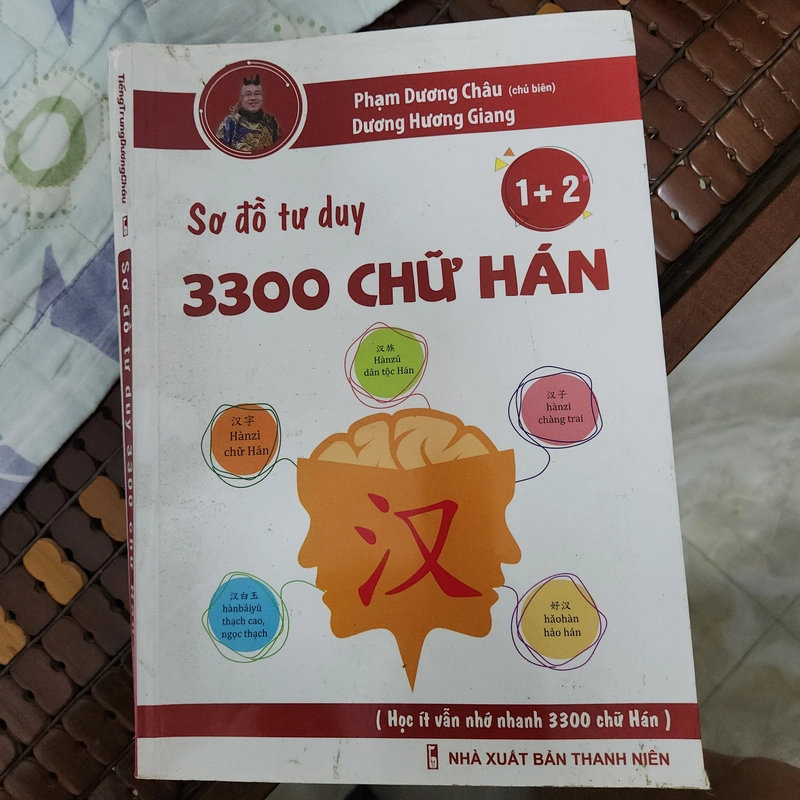 Phạm Dương Châu (chủ biên)
Dương Hương Giang
1 + 2
Sơ đồ tư duy
3300 CHỮ HÁN
汉族
Hànzú
dân tộc Hán
汉字
Hànzì
chữ Hán
汉子
hànzi
chàng trai
汉
汉白玉
hànbáiyù
thạch cao,
ngọc thạch
好汉
hǎohàn
hảo hán
( Học ít vẫn nhớ nhanh 3300 chữ Hán )
NHÀ XUẤT BẢN THANH NIÊN
TiếngTrungDươngChâu
Sơ đồ tư duy 3300 chữ Hán